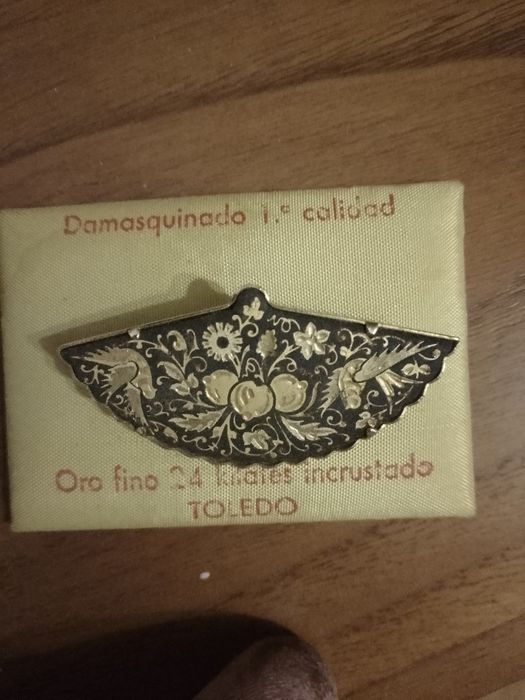 Damasquinado 1.ª calidad
Oro fino 24 kilates incrustado
TOLEDO